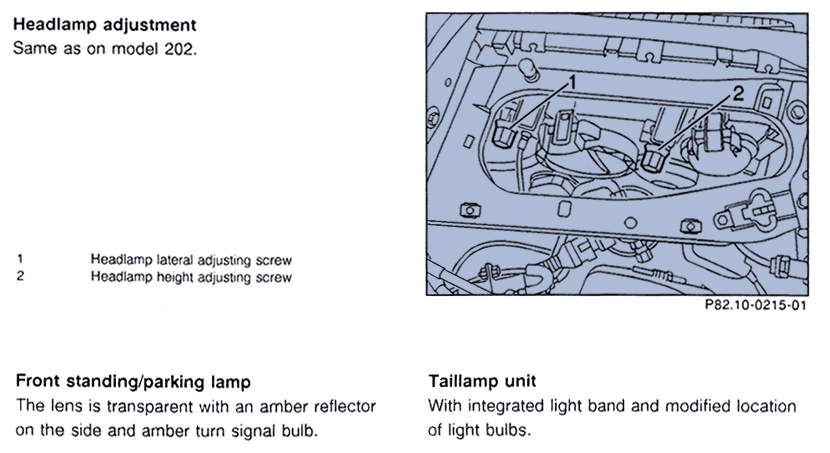 Headlamp adjustment
Same as on model 202.
1
2
1 Headlamp lateral adjusting screw
2 Headlamp height adjusting screw
P82.10-0215-01
Front standing/parking lamp
The lens is transparent with an amber reflector
on the side and amber turn signal bulb.
Taillamp unit
With integrated light band and modified location
of light bulbs.